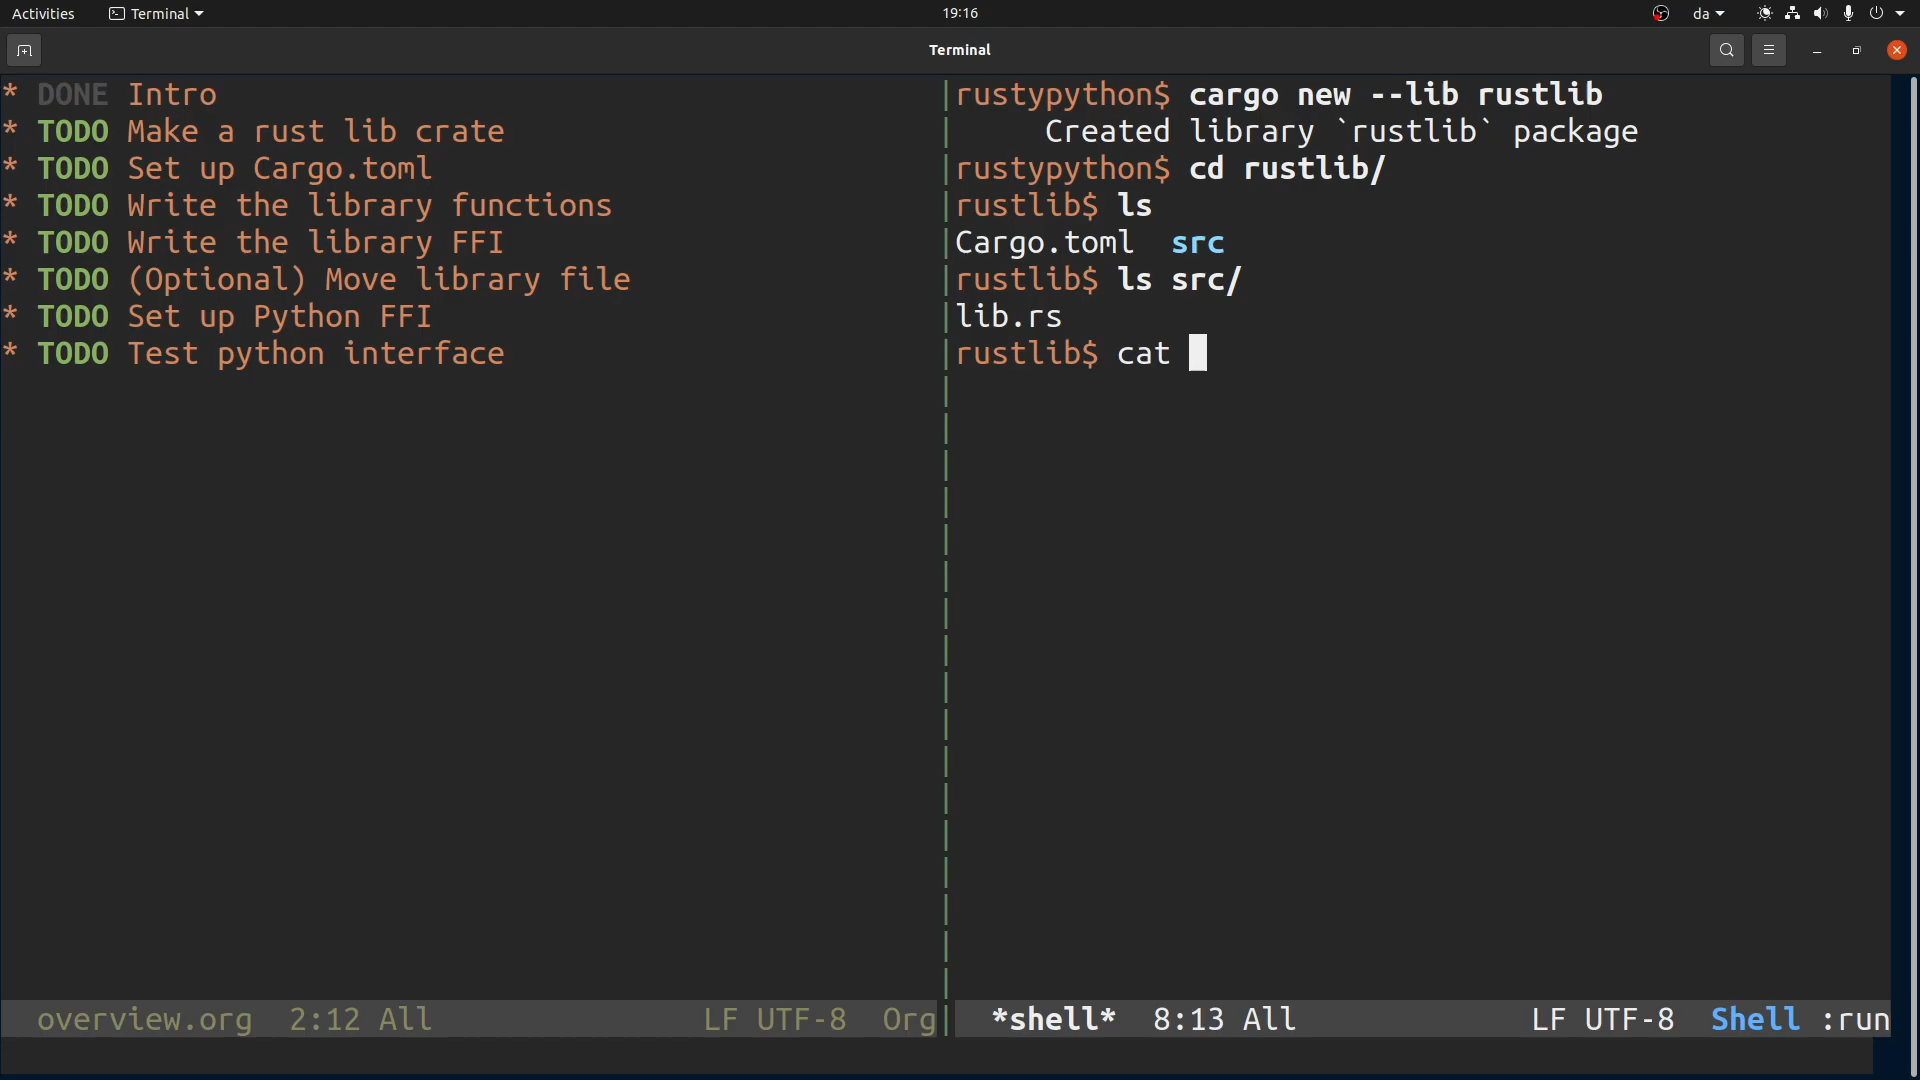 Activities Terminal 19:16 da
Terminal
* DONE Intro
* TODO Make a rust lib crate
* TODO Set up Cargo.toml
* TODO Write the library functions
* TODO Write the library FFI
* TODO (Optional) Move library file
* TODO Set up Python FFI
* TODO Test python interface
overview.org 2:12 All LF UTF-8 Org
rustypython$ cargo new --lib rustlib
Created library `rustlib` package
rustypython$ cd rustlib/
rustlib$ ls
Cargo.toml src
rustlib$ ls src/
lib.rs
rustlib$ cat
*shell* 8:13 All LF UTF-8 Shell :run